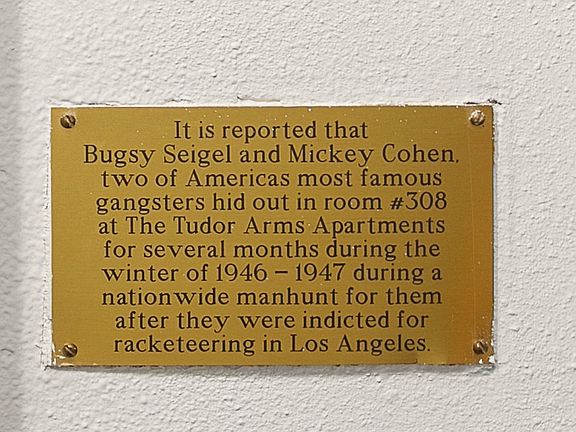 It is reported that
Bugsy Seigel and Mickey Cohen,
two of Americas most famous
gangsters hid out in room #308
at The Tudor Arms Apartments
for several months during the
winter of 1946 – 1947 during a
nationwide manhunt for them
after they were indicted for
racketeering in Los Angeles.